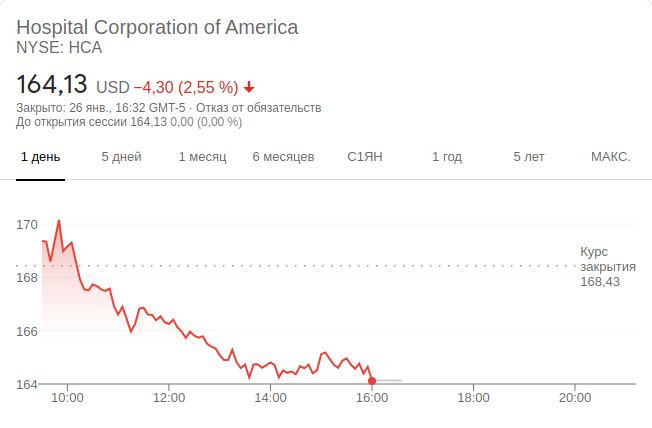 Hospital Corporation of America
NYSE: HCA
164,13 USD −4,30 (2,55 %)
Закрыто: 26 янв., 16:32 GMT-5 · Отказ от обязательств
До открытия сессии 164,13 0,00 (0,00 %)
1 день 5 дней 1 месяц 6 месяцев С1ЯН 1 год 5 лет МАКС.
170
Курс
закрытия
168
168,43
166
164
10:00 12:00 14:00 16:00 18:00 20:00